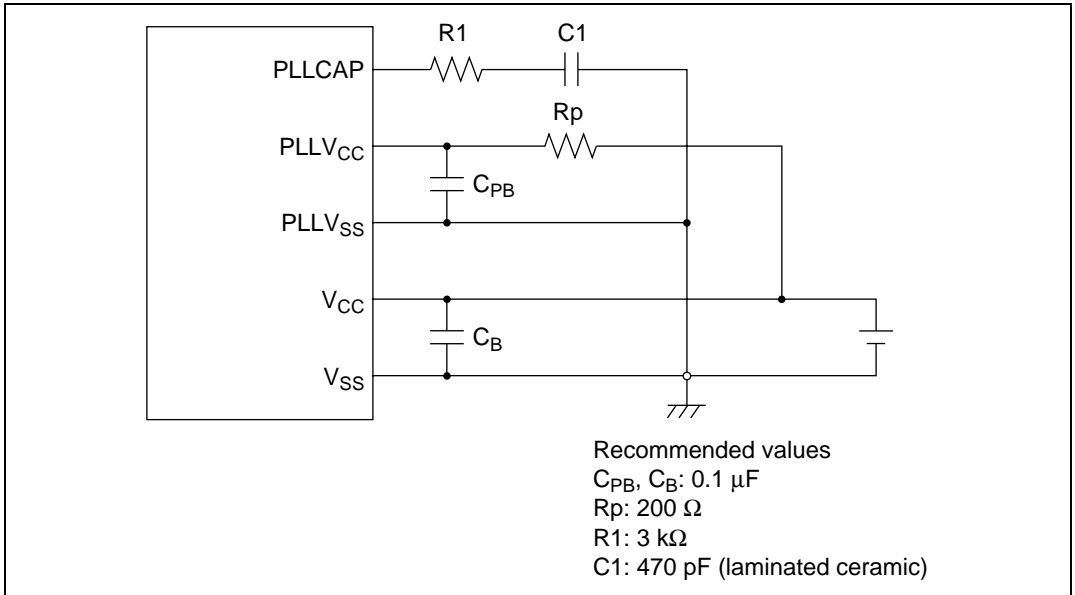 R1 C1
PLLCAP
Rp
PLLVCC
CPB
PLLVSS
VCC
CB
VSS
Recommended values
CPB, CB: 0.1 μF
Rp: 200 Ω
R1: 3 kΩ
C1: 470 pF (laminated ceramic)